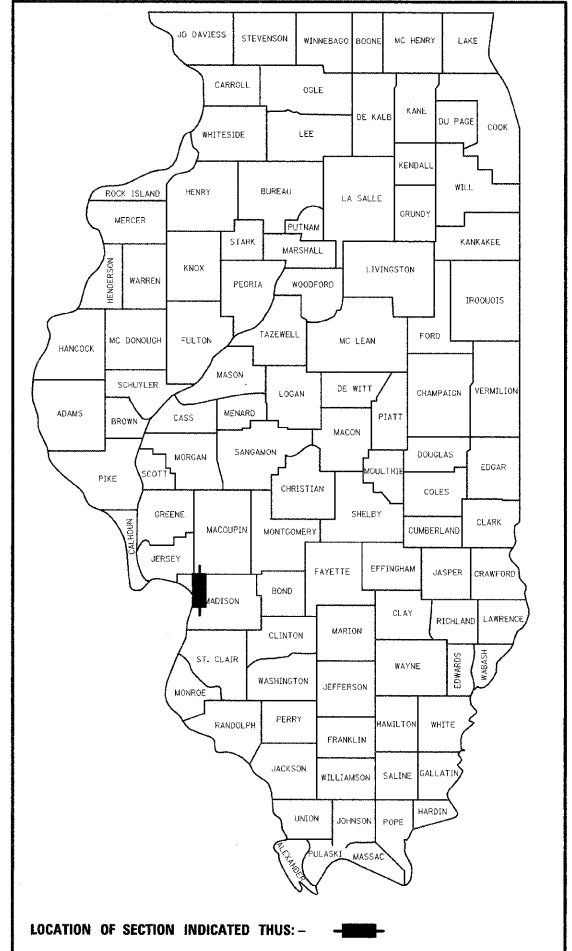 JO DAVIESS STEVENSON WINNEBAGO BOONE MC HENRY LAKE
CARROLL OGLE
DE KALB KANE DU PAGE COOK
WHITESIDE LEE
KENDALL
ROCK ISLAND HENRY BUREAU LA SALLE GRUNDY WILL
MERCER PUTNAM
STARK MARSHALL KANKAKEE
HENDERSON WARREN KNOX PEORIA WOODFORD LIVINGSTON
IROQUOIS
HANCOCK MC DONOUGH FULTON TAZEWELL MC LEAN FORD
SCHUYLER MASON
LOGAN DE WITT CHAMPAIGN VERMILION
ADAMS BROWN CASS MENARD PIATT
MACON
MORGAN SANGAMON DOUGLAS
PIKE SCOTT CHRISTIAN MOULTRIE COLES EDGAR
GREENE SHELBY
CALHOUN MACOUPIN MONTGOMERY CUMBERLAND CLARK
JERSEY FAYETTE EFFINGHAM JASPER CRAWFORD
MADISON BOND
CLAY RICHLAND LAWRENCE
CLINTON MARION
ST. CLAIR WAYNE EDWARDS WABASH
WASHINGTON JEFFERSON
MONROE
RANDOLPH PERRY HAMILTON WHITE
FRANKLIN
JACKSON WILLIAMSON SALINE GALLATIN
HARDIN
UNION JOHNSON POPE
ALEXANDER PULASKI MASSAC
LOCATION OF SECTION INDICATED THUS: -